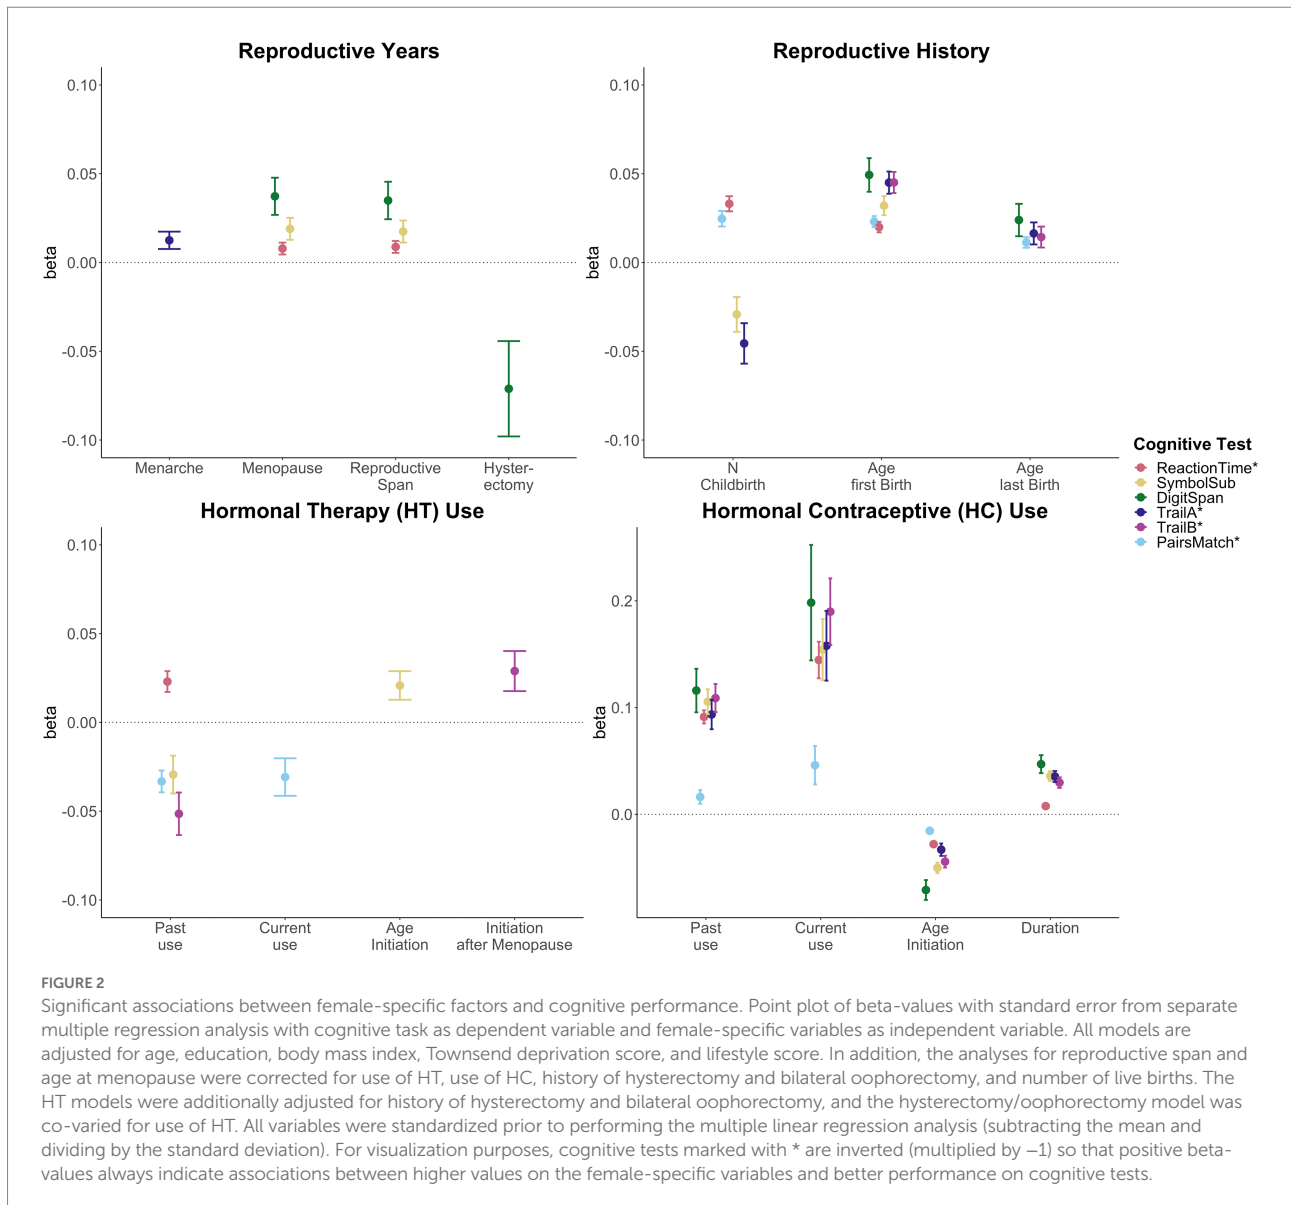 Reproductive Years
0.10
0.05
0.00
-0.05
-0.10
beta
Menarche
Menopause
Reproductive
Span
Hyster-
ectomy
Reproductive History
0.10
0.05
0.00
-0.05
-0.10
beta
N
Childbirth
Age
first Birth
Age
last Birth
Cognitive Test
ReactionTime*
SymbolSub
DigitSpan
TrailA*
TrailB*
PairsMatch*
Hormonal Therapy (HT) Use
0.10
0.05
0.00
-0.05
-0.10
beta
Past
use
Current
use
Age
Initiation
Initiation
after Menopause
Hormonal Contraceptive (HC) Use
0.2
0.1
0.0
beta
Past
use
Current
use
Age
Initiation
Duration
FIGURE 2
Significant associations between female-specific factors and cognitive performance. Point plot of beta-values with standard error from separate
multiple regression analysis with cognitive task as dependent variable and female-specific variables as independent variable. All models are
adjusted for age, education, body mass index, Townsend deprivation score, and lifestyle score. In addition, the analyses for reproductive span and
age at menopause were corrected for use of HT, use of HC, history of hysterectomy and bilateral oophorectomy, and number of live births. The
HT models were additionally adjusted for history of hysterectomy and bilateral oophorectomy, and the hysterectomy/oophorectomy model was
co-varied for use of HT. All variables were standardized prior to performing the multiple linear regression analysis (subtracting the mean and
dividing by the standard deviation). For visualization purposes, cognitive tests marked with * are inverted (multiplied by −1) so that positive beta-
values always indicate associations between higher values on the female-specific variables and better performance on cognitive tests.